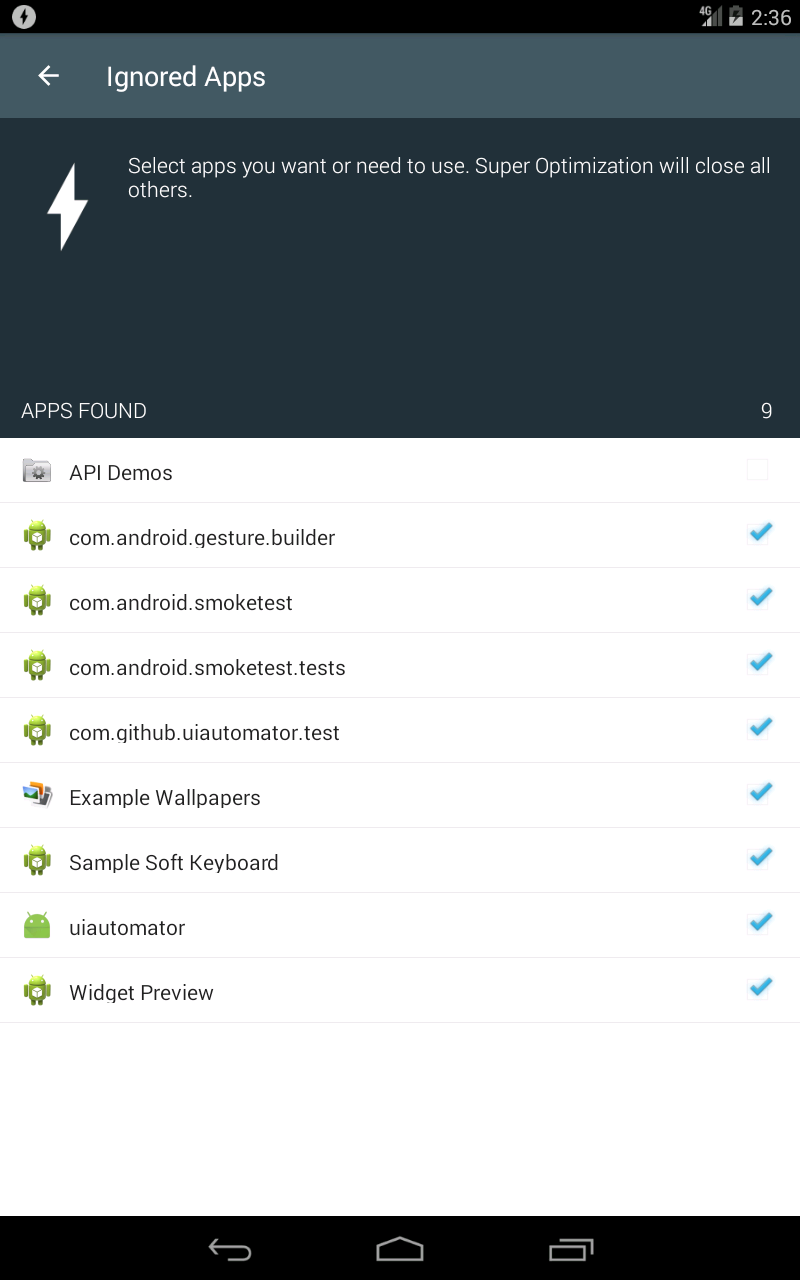 4G 2:36
Ignored Apps
Select apps you want or need to use. Super Optimization will close all
others.
APPS FOUND 9
API Demos
com.android.gesture.builder
com.android.smoketest
com.android.smoketest.tests
com.github.uiautomator.test
Example Wallpapers
Sample Soft Keyboard
uiautomator
Widget Preview